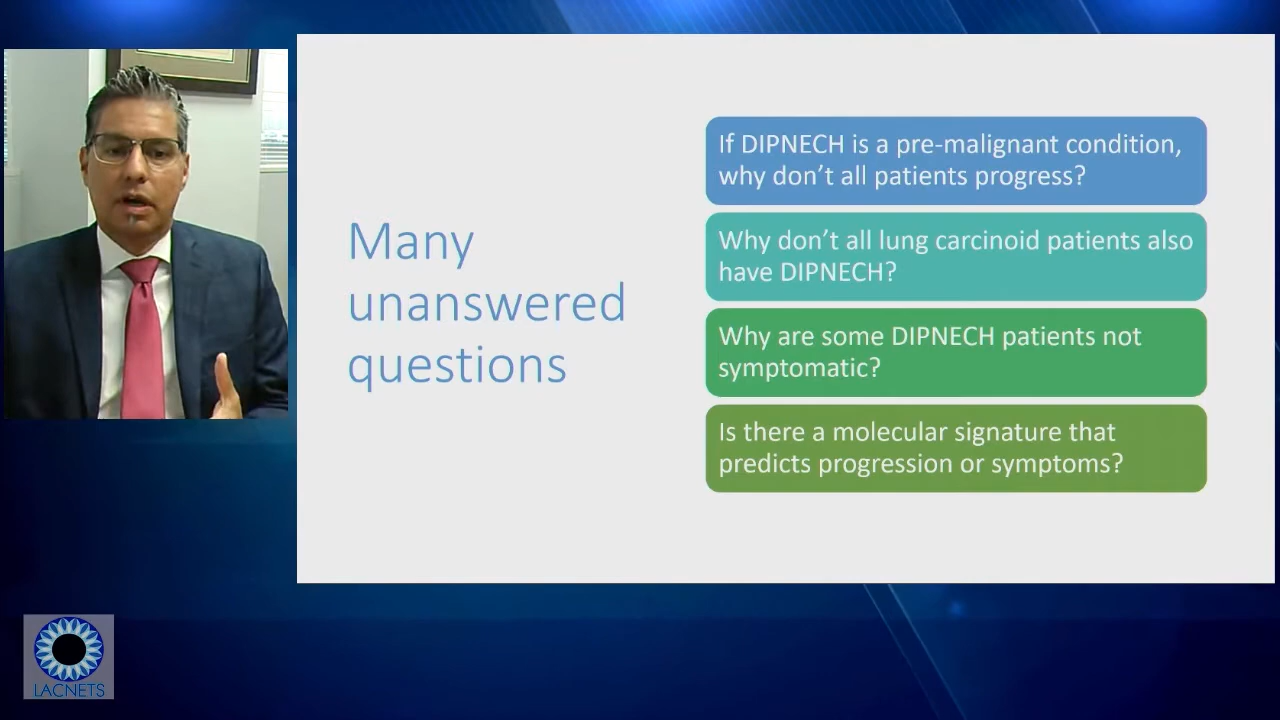 Many
unanswered
questions
If DIPNECH is a pre-malignant condition,
why don't all patients progress?
Why don't all lung carcinoid patients also
have DIPNECH?
Why are some DIPNECH patients not
symptomatic?
Is there a molecular signature that
predicts progression or symptoms?
LACNETS